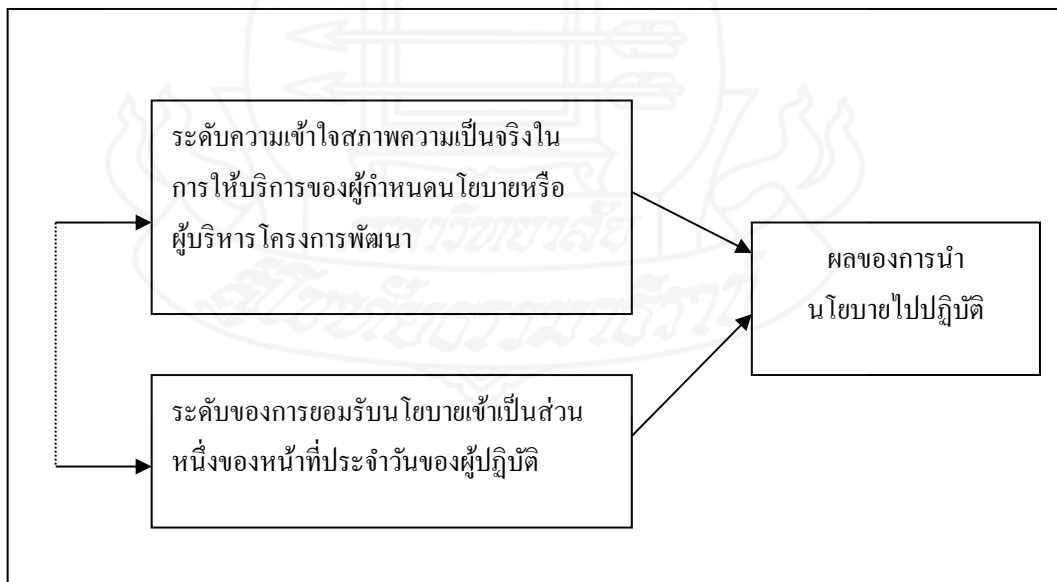 ระดับความเข้าใจสภาพความเป็นจริงใน
การให้บริการของผู้กำหนดนโยบายหรือ
ผู้บริหารโครงการพัฒนา
ผลของการนำ
นโยบายไปปฏิบัติ
ระดับของการยอมรับนโยบายเข้าเป็นส่วน
หนึ่งของหน้าที่ประจำวันของผู้ปฏิบัติ